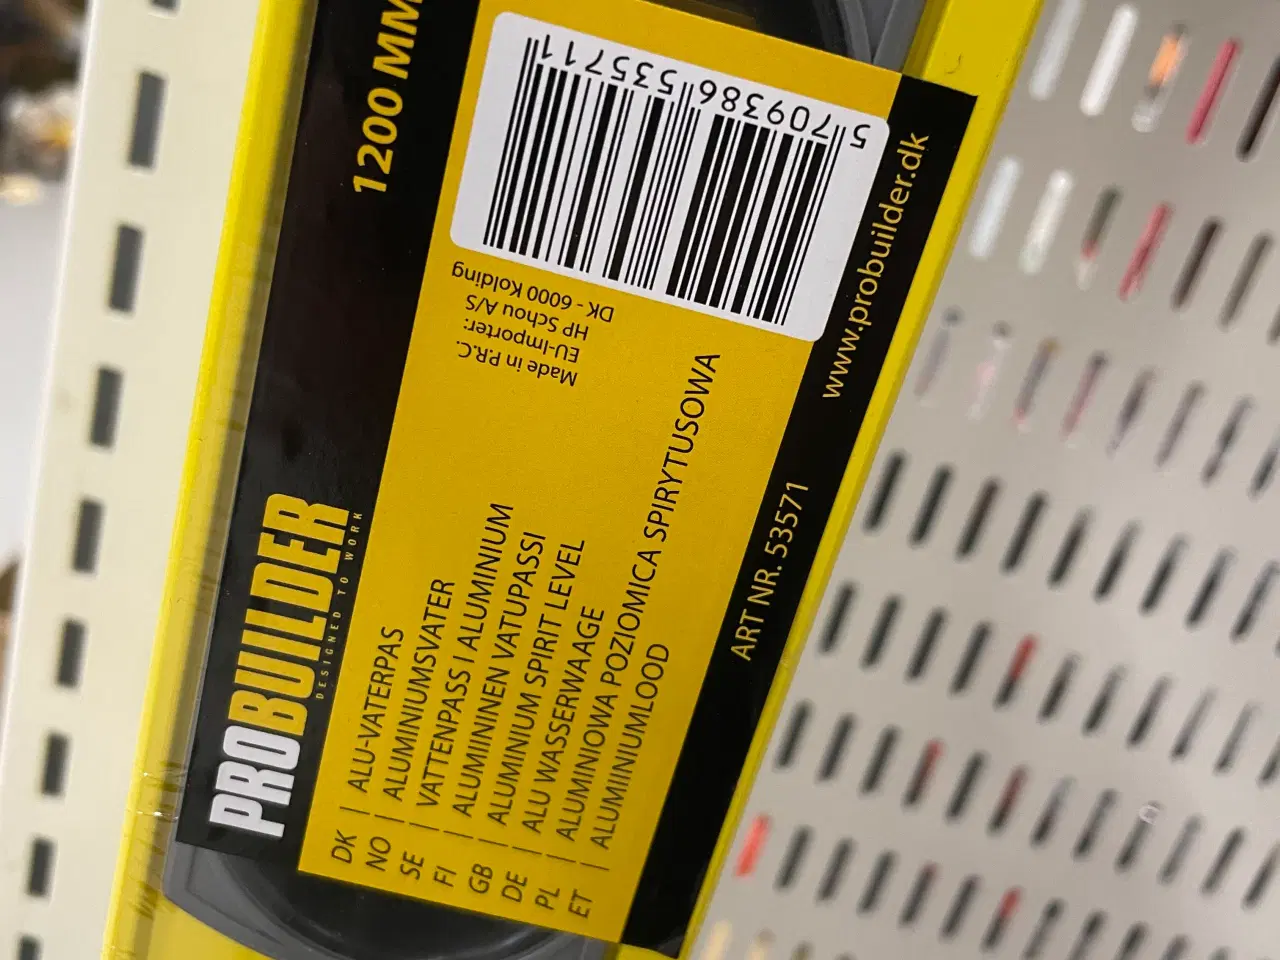 PROBUILDER
DESIGNED TO WORK
1200 MM
DK | ALU-VATERPAS
NO | ALUMINIUMSVATER
SE | VATTENPASS I ALUMINIUM
FI | ALUMIININEN VATUPASSI
GB | ALUMINIUM SPIRIT LEVEL
DE | ALU WASSERWAAGE
PL | ALUMINIOWA POZIOMICA SPIRYTUSOWA
ET | ALUMINIUMLOOD
Made in P.R.C.
EU-Importer:
HP Schou A/S
DK - 6000 Kolding
5 709386 535711
ART NR. 53571
www.probuilder.dk